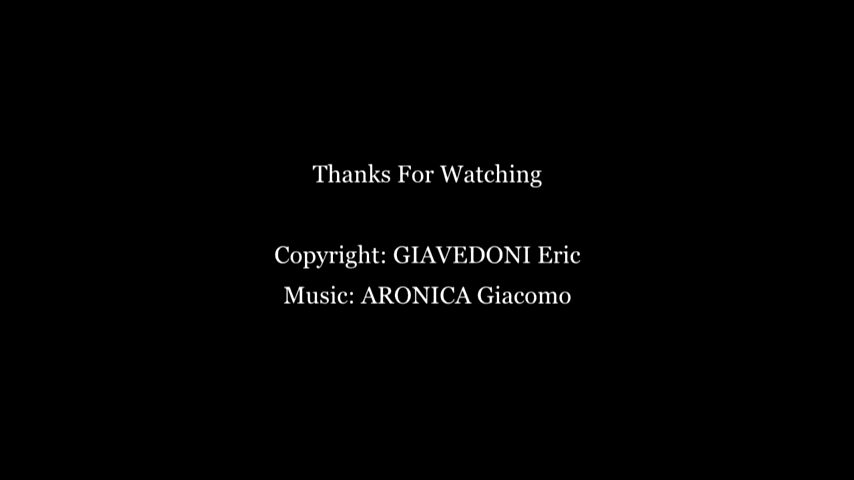 Thanks For Watching
Copyright: GIAVEDONI Eric
Music: ARONICA Giacomo